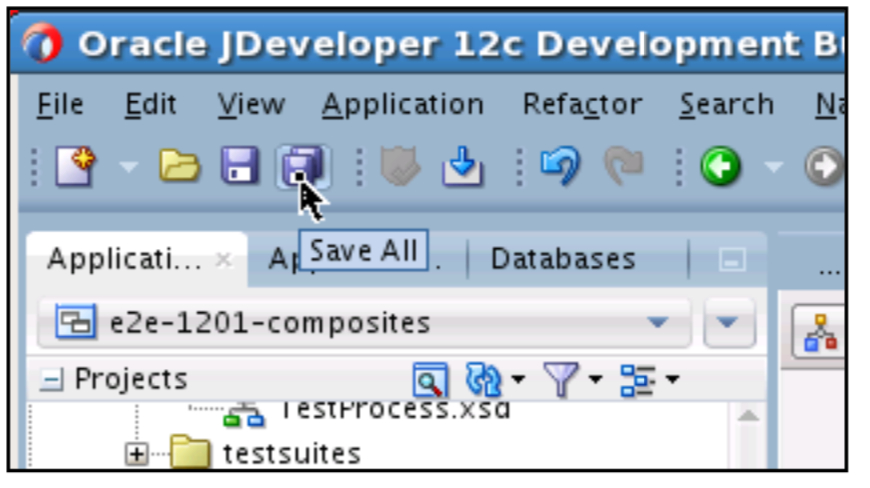 Oracle JDeveloper 12c Development
File Edit View Application Refactor Search
Save All
Applicati... Databases
e2e-1201-composites
Projects
TestProcess.xsd
testsuites